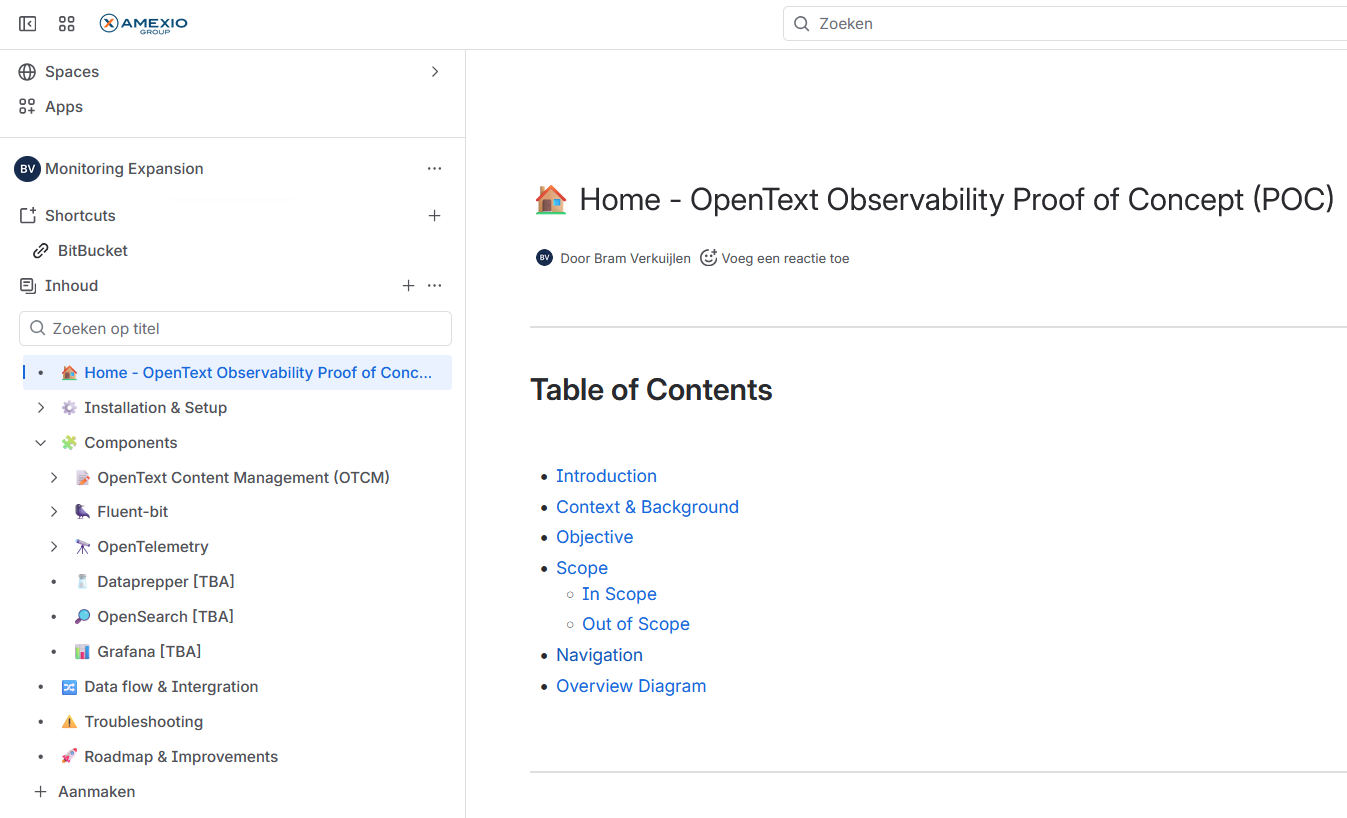 AMEXIO
GROUP
Zoeken
Spaces
Apps
BV Monitoring Expansion
Shortcuts
BitBucket
Inhoud
Zoeken op titel
Home - OpenText Observability Proof of Conc...
Installation & Setup
Components
OpenText Content Management (OTCM)
Fluent-bit
OpenTelemetry
Dataprepper [TBA]
OpenSearch [TBA]
Grafana [TBA]
Data flow & Intergration
Troubleshooting
Roadmap & Improvements
Aanmaken
Home - OpenText Observability Proof of Concept (POC)
BV Door Bram Verkuijlen Voeg een reactie toe
Table of Contents
Introduction
Context & Background
Objective
Scope
In Scope
Out of Scope
Navigation
Overview Diagram